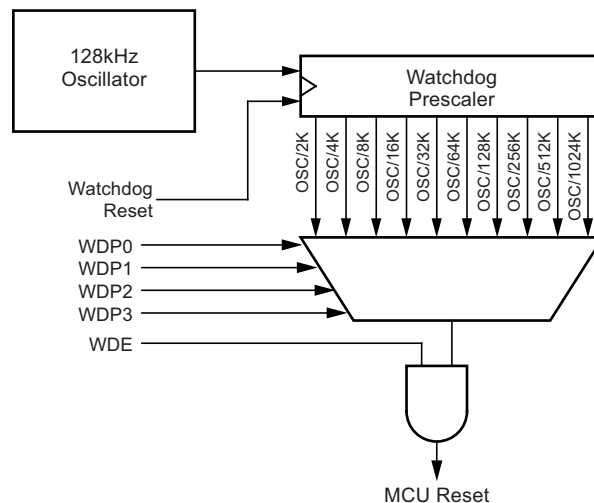 128kHz
Oscillator
Watchdog
Prescaler
OSC/2K
OSC/4K
OSC/8K
OSC/16K
OSC/32K
OSC/64K
OSC/128K
OSC/256K
OSC/512K
OSC/1024K
Watchdog
Reset
WDP0
WDP1
WDP2
WDP3
WDE
MCU Reset